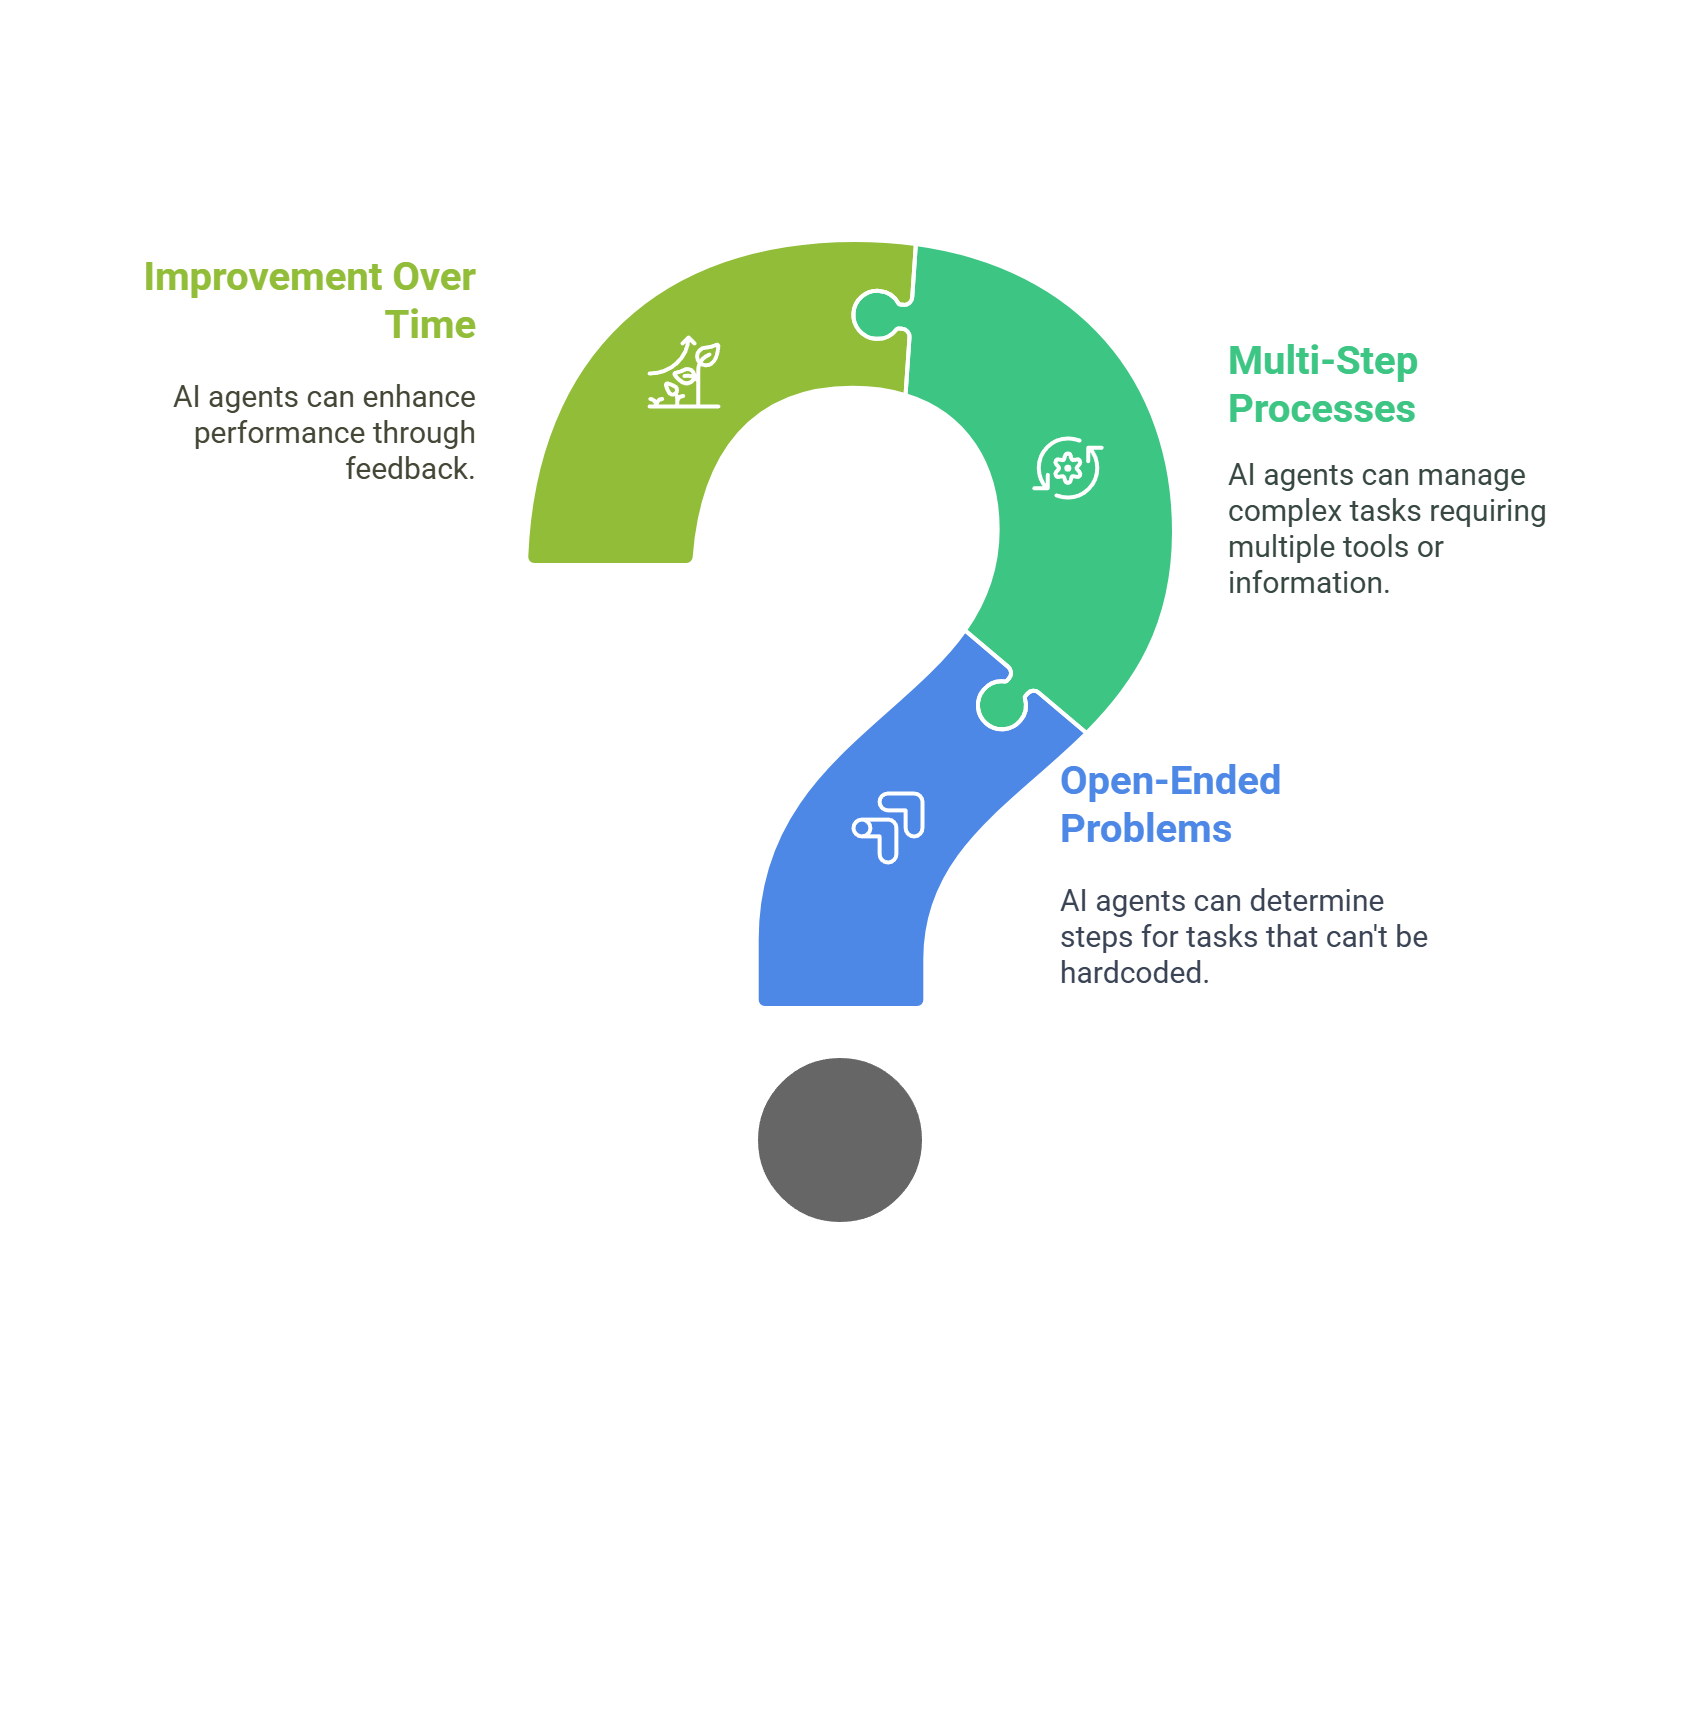 Improvement Over
Time
AI agents can enhance
performance through
feedback.
Multi-Step
Processes
AI agents can manage
complex tasks requiring
multiple tools or
information.
Open-Ended
Problems
AI agents can determine
steps for tasks that can't be
hardcoded.